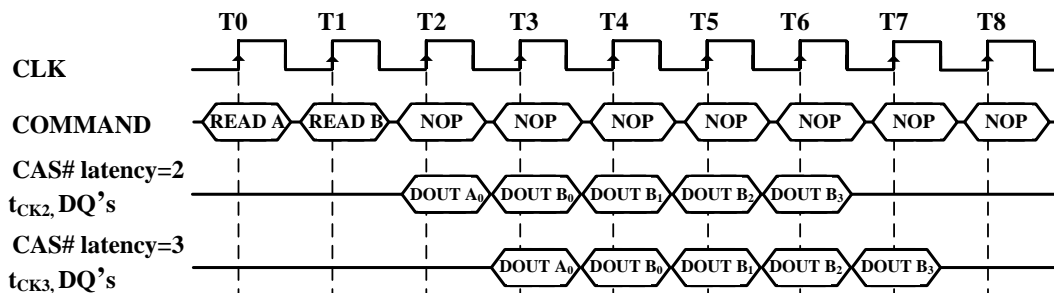 T0 T1 T2 T3 T4 T5 T6 T7 T8
CLK
COMMAND READ A READ B NOP NOP NOP NOP NOP NOP NOP
CAS# latency=2
tCK2, DQ’s DOUT A0 DOUT B0 DOUT B1 DOUT B2 DOUT B3
CAS# latency=3
tCK3, DQ’s DOUT A0 DOUT B0 DOUT B1 DOUT B2 DOUT B3